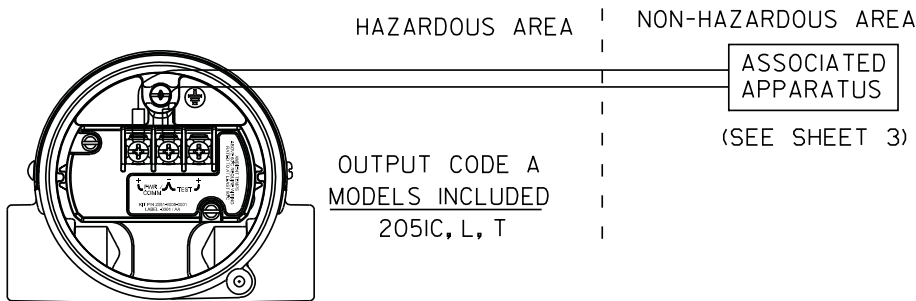 HAZARDOUS AREA
NON-HAZARDOUS AREA
ASSOCIATED
APPARATUS
(SEE SHEET 3)
OUTPUT CODE A
MODELS INCLUDED
2051C, L, T
PWR
COMM
TEST